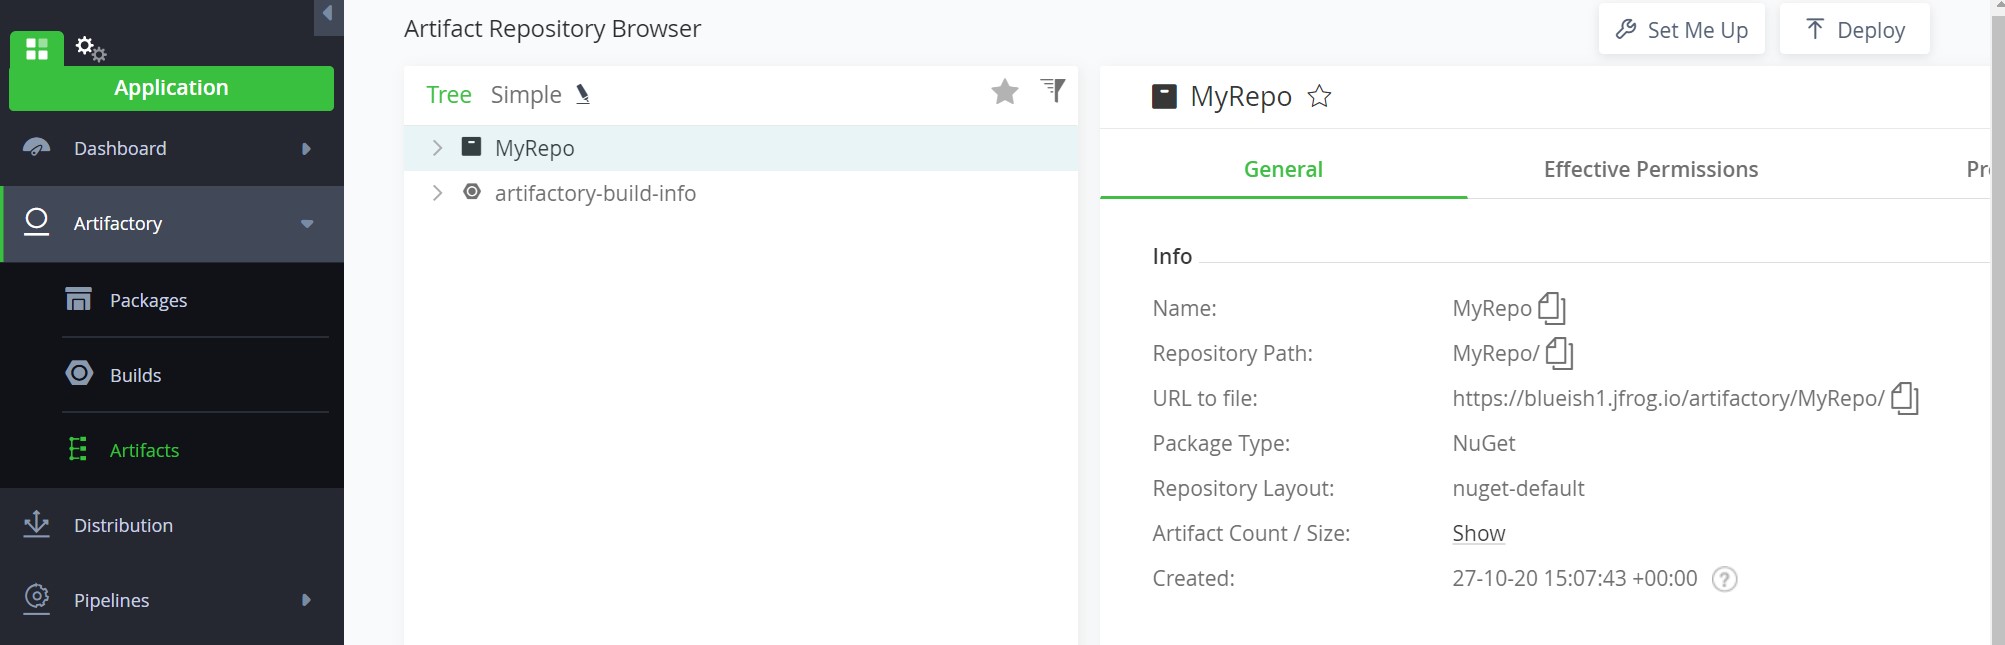 Application
Dashboard
Artifactory
Packages
Builds
Artifacts
Distribution
Pipelines
Artifact Repository Browser
Set Me Up
Deploy
Tree Simple
MyRepo
artifactory-build-info
MyRepo
General Effective Permissions
Info
Name: MyRepo
Repository Path: MyRepo/
URL to file: https://blueish1.jfrog.io/artifactory/MyRepo/
Package Type: NuGet
Repository Layout: nuget-default
Artifact Count / Size: Show
Created: 27-10-20 15:07:43 +00:00 ?